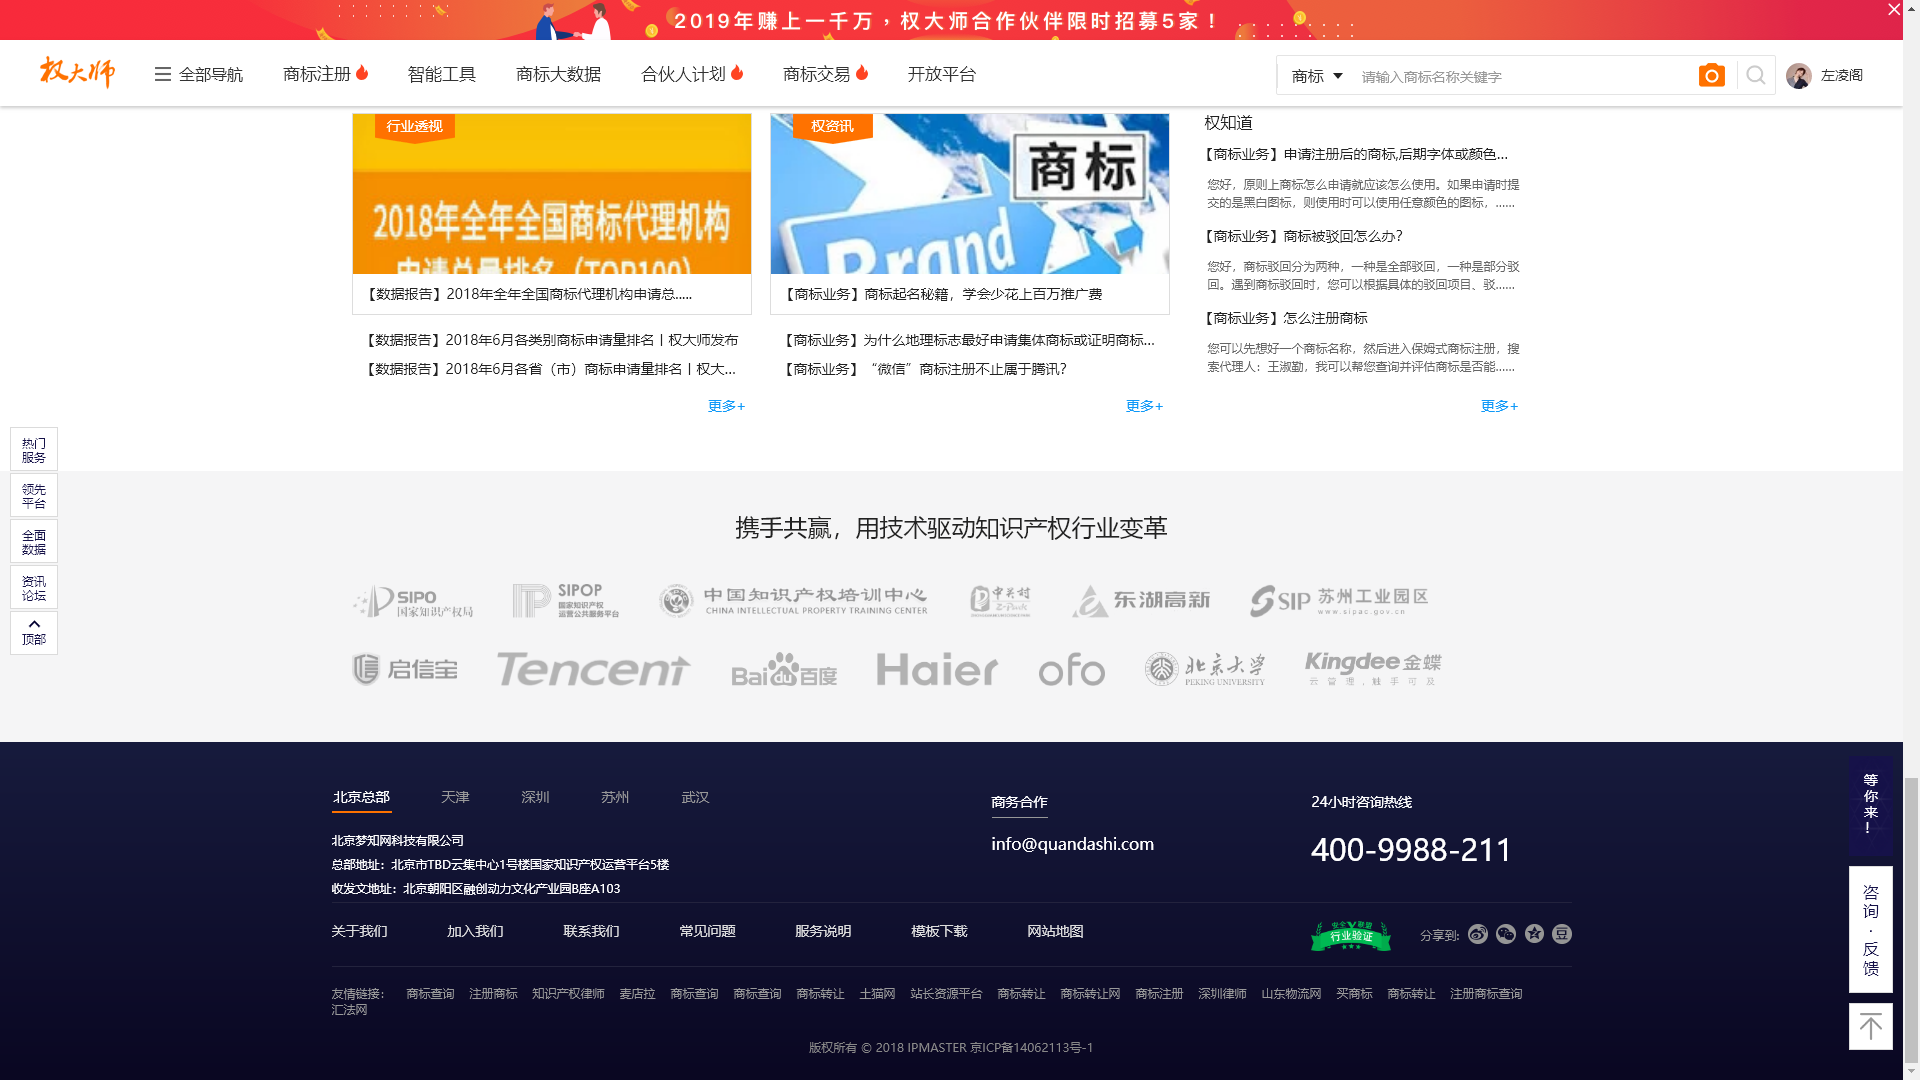 2019年赚上一千万，权大师合作伙伴限时招募5家！
权大师
全部导航
商标注册
智能工具
商标大数据
合伙人计划
商标交易
开放平台
商标
请输入商标名称关键字
左凌阁
行业透视
2018年全年全国商标代理机构
申请总量排名（TOP100）
【数据报告】2018年全年全国商标代理机构申请总.....
【数据报告】2018年6月各类别商标申请量排名丨权大师发布
【数据报告】2018年6月各省（市）商标申请量排名丨权大...
更多+
权资讯
商标
Brand
【商标业务】商标起名秘籍，学会少花上百万推广费
【商标业务】为什么地理标志最好申请集体商标或证明商标...
【商标业务】“微信”商标注册不止属于腾讯?
更多+
权知道
【商标业务】申请注册后的商标,后期字体或颜色...
您好，原则上商标怎么申请就应该怎么使用。如果申请时提
交的是黑白图标，则使用时可以使用任意颜色的图标，......
【商标业务】商标被驳回怎么办?
您好，商标驳回分为两种，一种是全部驳回，一种是部分驳
回。遇到商标驳回时，您可以根据具体的驳回项目、驳......
【商标业务】怎么注册商标
您可以先想好一个商标名称，然后进入保姆式商标注册，搜
索代理人：王淑勤，我可以帮您查询并评估商标是否能......
更多+
热门
服务
领先
平台
全面
数据
资讯
论坛
顶部
携手共赢，用技术驱动知识产权行业变革
SIPO
国家知识产权局
SIPOP
国家知识产权
运营公共服务平台
中国知识产权培训中心
CHINA INTELLECTUAL PROPERTY TRAINING CENTER
中关村
Z-Park
东湖高新
SIP 苏州工业园区
www.sipac.gov.cn
启信宝
Tencent
Baidu百度
Haier
ofo
北京大学
PEKING UNIVERSITY
Kingdee金蝶
云管理,触手可及
北京总部
天津
深圳
苏州
武汉
北京梦知网科技有限公司
总部地址：北京市TBD云集中心1号楼国家知识产权运营平台5楼
收发文地址：北京朝阳区融创动力文化产业园B座A103
商务合作
info@quandashi.com
24小时咨询热线
400-9988-211
关于我们
加入我们
联系我们
常见问题
服务说明
模板下载
网站地图
安全联盟
行业验证
分享到:
友情链接：
商标查询
注册商标
知识产权律师
麦店拉
商标查询
商标查询
商标转让
土猫网
站长资源平台
商标转让
商标转让网
商标注册
深圳律师
山东物流网
买商标
商标转让
注册商标查询
汇法网
版权所有 © 2018 IPMASTER 京ICP备14062113号-1
等你来！
咨询·反馈